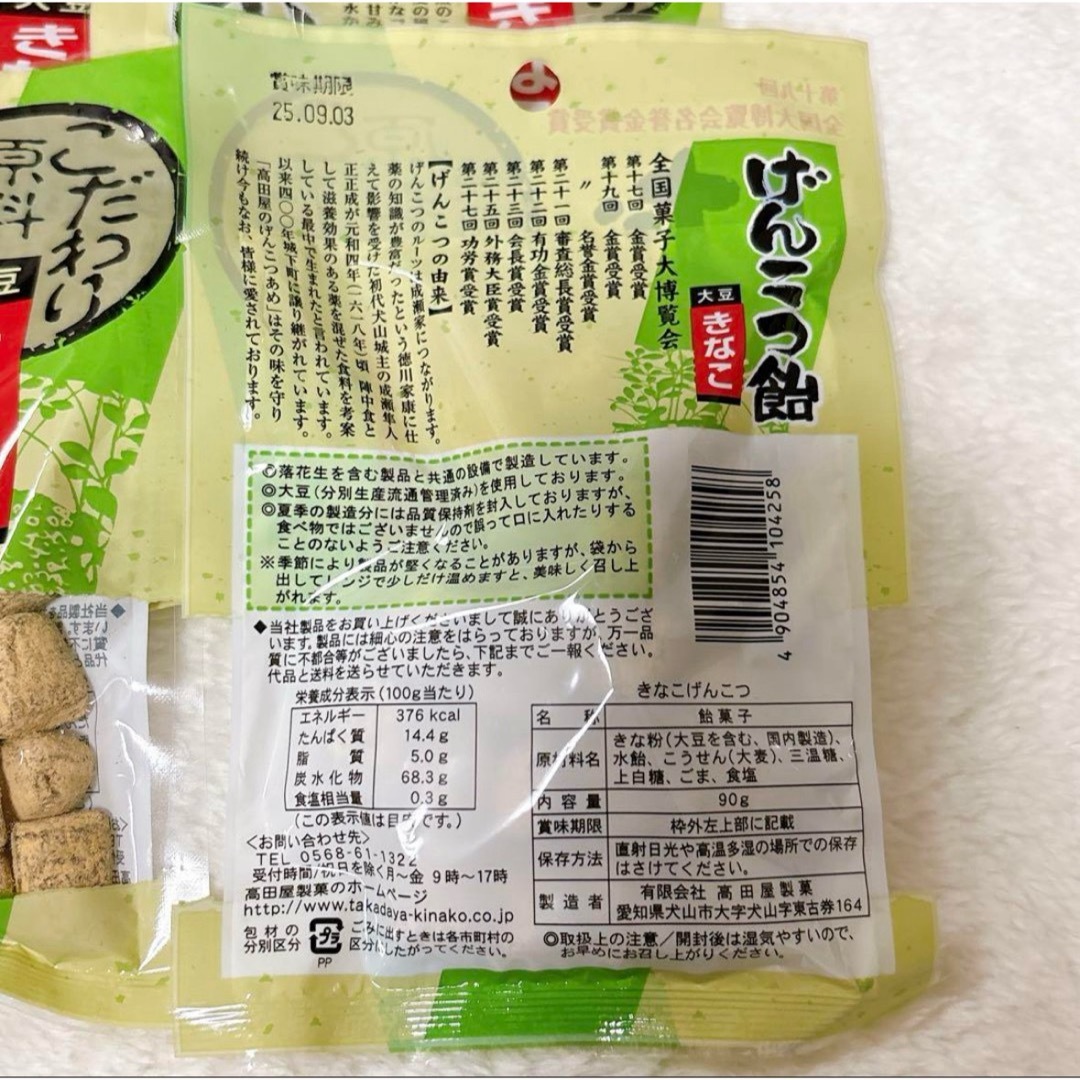 大豆
きな
こだわり
原料
豆
賞味期限
25.09.03
げんこつ飴
大豆
きなこ
全国菓子大博覧会
第十七回 金賞受賞
第十九回 金賞受賞
〃 名誉金賞受賞
第二十一回 審査総長賞受賞
第二十二回 有功金賞受賞
第二十三回 会長賞受賞
第二十五回 外務大臣賞受賞
第二十七回 功労賞受賞
【げんこつの由来】
げんこつのルーツは成瀬家につながります。
薬の知識が豊富だったという徳川家康に仕
えて影響を受けた初代犬山城主の成瀬隼人
正正成が元和四年(一六一八年)頃、陣中食と
して滋養効果のある薬を混ぜた食料を考案
している最中で生まれたと言われています。
以来四〇〇年城下町に譲り継がれています。
「高田屋のげんこつあめ」はその味を守り
続け今もなお、皆様に愛されております。
◎落花生を含む製品と共通の設備で製造しています。
◎大豆(分別生産流通管理済み)を使用しております。
◎夏季の製造分には品質保持剤を封入しておりますが、
食べ物ではございませんので誤って口に入れたりする
ことのないようご注意ください。
※季節により製品が堅くなることがありますが、袋から
出してレンジで少しだけ温めますと、美味しく召し上
がれます。
4 904854 104258
◆当社製品をお買い上げくださいまして誠にありがとうござ
います。製品には細心の注意をはらっておりますが、万一品
質に不都合等がございましたら、下記までご一報ください。
代品と送料を送らせていただきます。
栄養成分表示(100g当たり)
エネルギー 376 kcal
たんぱく質 14.4 g
脂質 5.0 g
炭水化物 68.3 g
食塩相当量 0.3 g
(この表示値は目安です。)
<お問い合わせ先>
TEL 0568-61-1322
受付時間/祝日を除く月～金 9時～17時
高田屋製菓のホームページ
http://www.takadaya-kinako.co.jp
包材の
分別区分
プラ
PP
ごみに出すときは各市町村の
区分にしたがってください。
きなこげんこつ
名称 飴菓子
原材料名 きな粉(大豆を含む、国内製造)、
水飴、こうせん(大麦)、三温糖、
上白糖、ごま、食塩
内容量 90g
賞味期限 枠外左上部に記載
保存方法 直射日光や高温多湿の場所での保存
はさけてください。
製造者 有限会社 高田屋製菓
愛知県犬山市大字犬山字東古券164
◎取扱上の注意/開封後は湿気やすいので、
お早めにお召し上がりください。